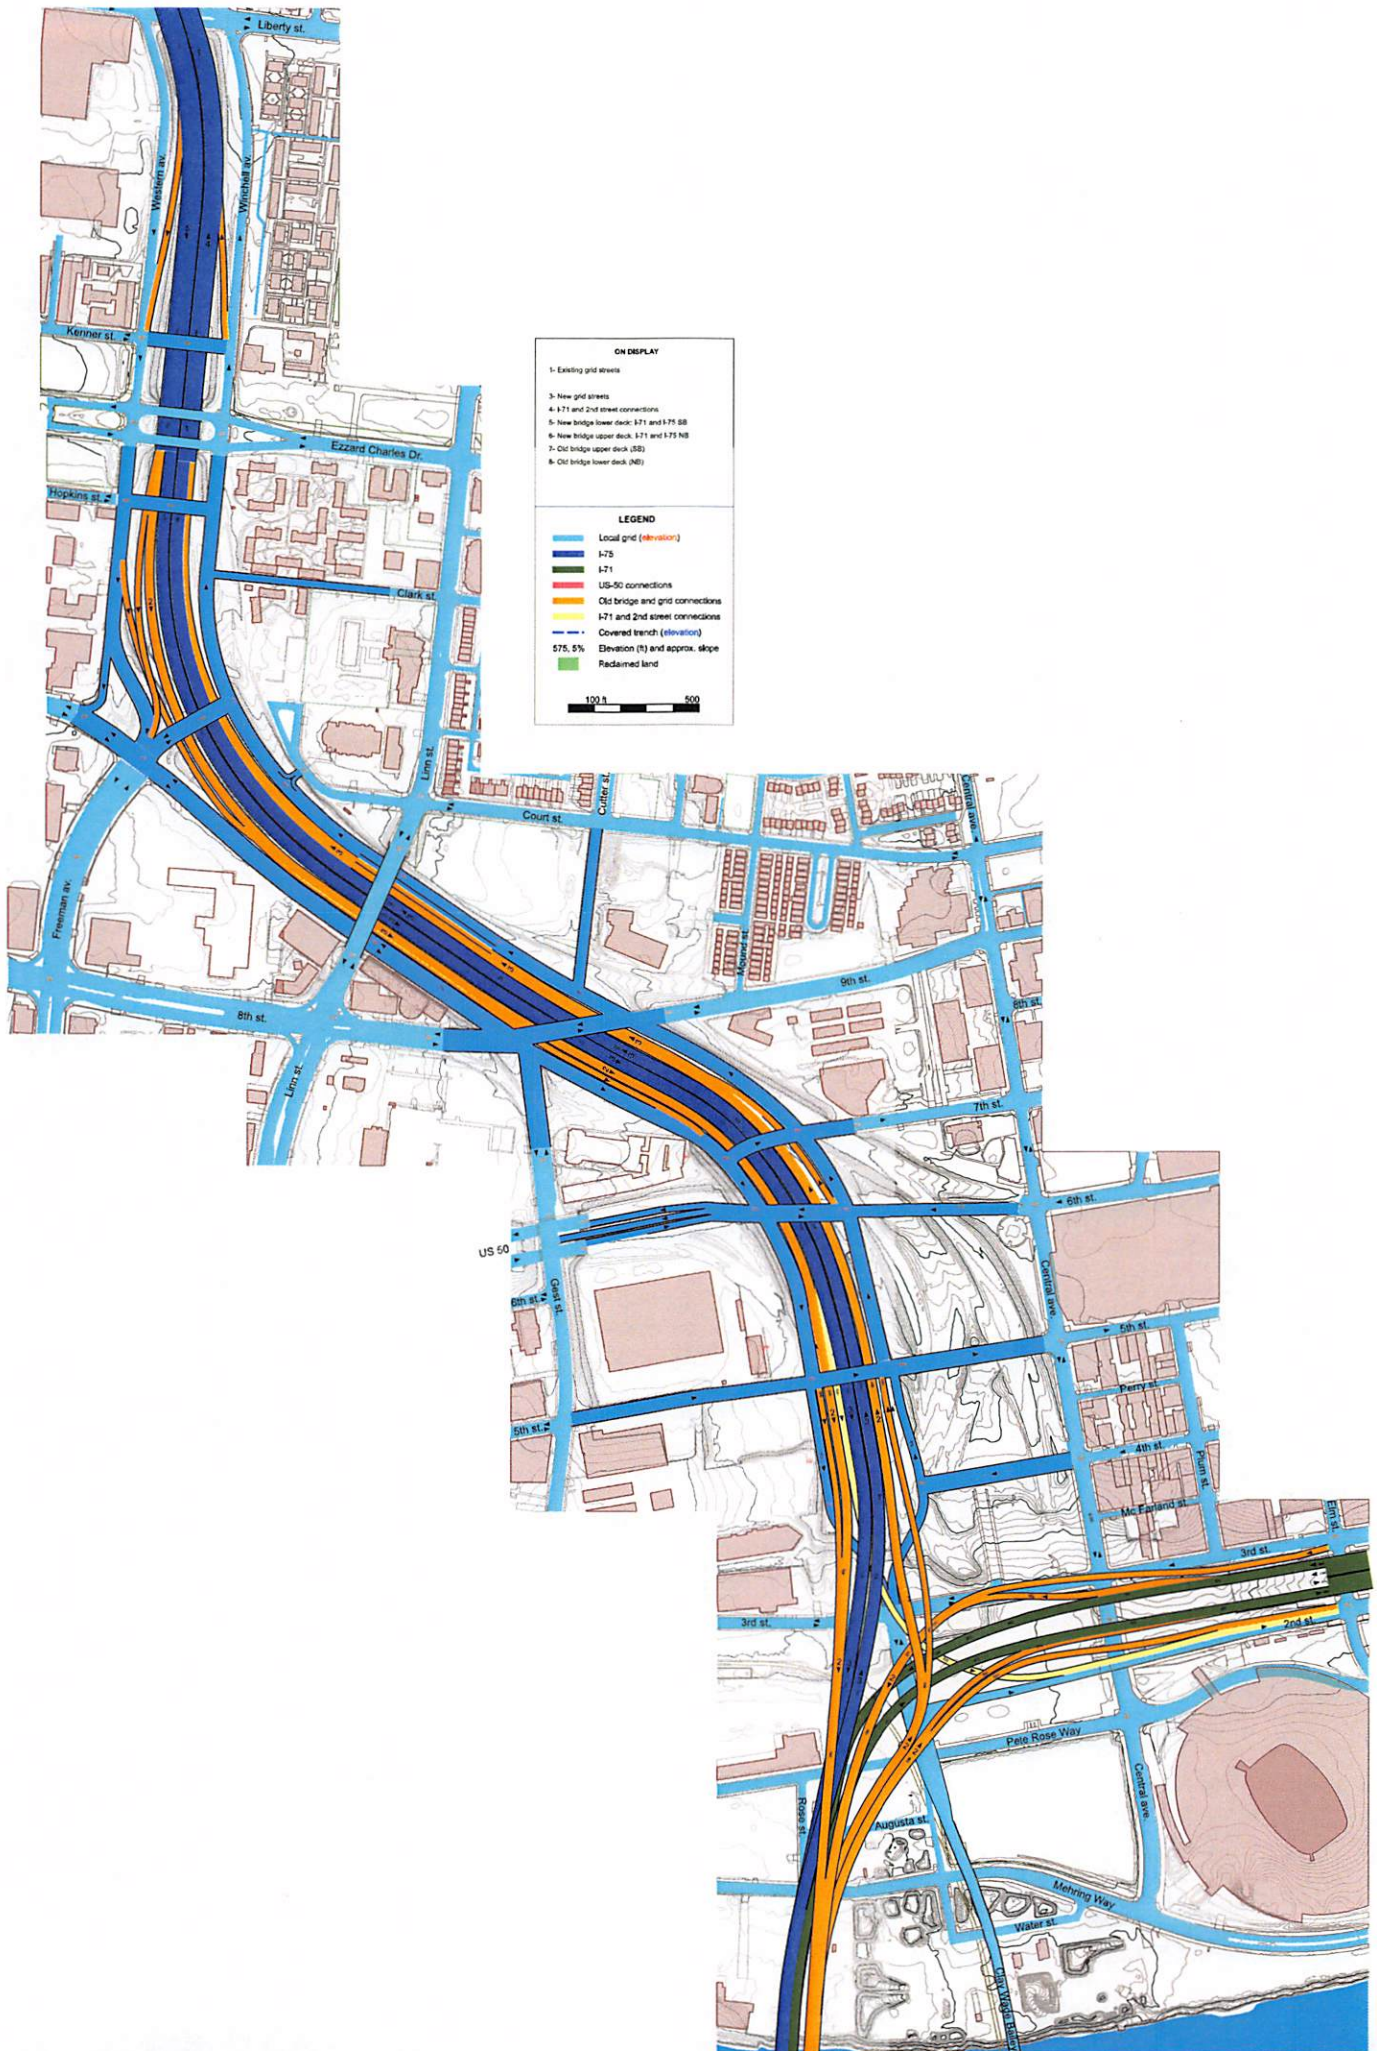 Liberty st.
Western av.
Winchell av.
Kenner st.
ON DISPLAY
1- Existing grid streets
3- New grid streets
4- I-71 and 2nd street connections
5- New bridge lower deck: I-71 and I-75 SB
6- New bridge upper deck: I-71 and I-75 NB
7- Old bridge upper deck (SB)
8- Old bridge lower deck (NB)
LEGEND
Local grid (elevation)
I-75
I-71
US-50 connections
Old bridge and grid connections
I-71 and 2nd street connections
Covered trench (elevation)
575, 5% Elevation (ft) and approx. slope
Reclaimed land
100 ft 500
Ezzard Charles Dr.
Hopkins st.
Clark st.
Linn st.
Cutter st.
Court st.
Central ave.
Freeman av.
Mound st.
9th st.
8th st.
8th st.
Linn st.
7th st.
6th st.
US 50
Gest st.
6th st.
Central ave.
5th st.
Perry st.
5th st.
4th st.
Plum st.
Mc Farland st.
Elm st.
3rd st.
3rd st.
2nd st.
Pete Rose Way
Rose st.
Central ave.
Augusta st.
Mehring Way
Water st.
Clay Wade Bailey